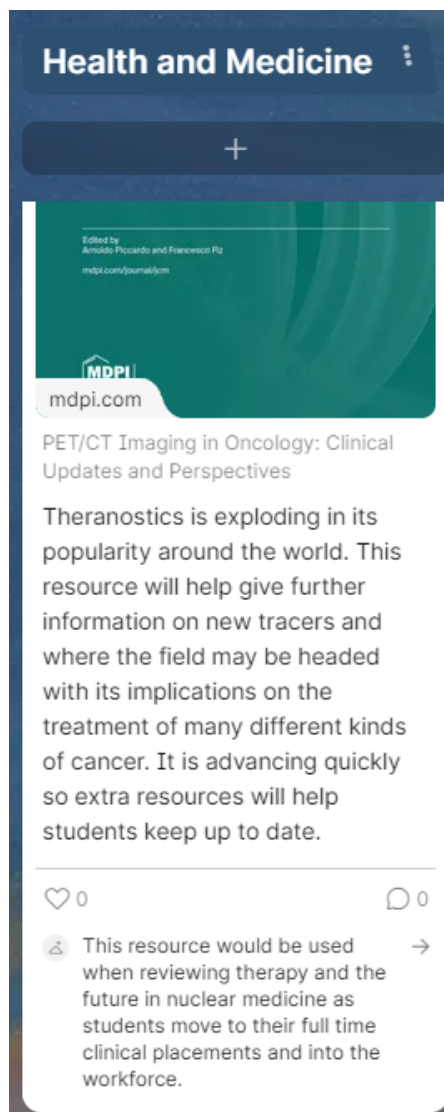 Health and Medicine
+
Edited by
Arnoldo Piccardo and Francesco Fiz
mdpi.com/journal/jcm
MDPI
mdpi.com
PET/CT Imaging in Oncology: Clinical
Updates and Perspectives
Theranostics is exploding in its
popularity around the world. This
resource will help give further
information on new tracers and
where the field may be headed
with its implications on the
treatment of many different kinds
of cancer. It is advancing quickly
so extra resources will help
students keep up to date.
0 0
This resource would be used
when reviewing therapy and the
future in nuclear medicine as
students move to their full time
clinical placements and into the
workforce.